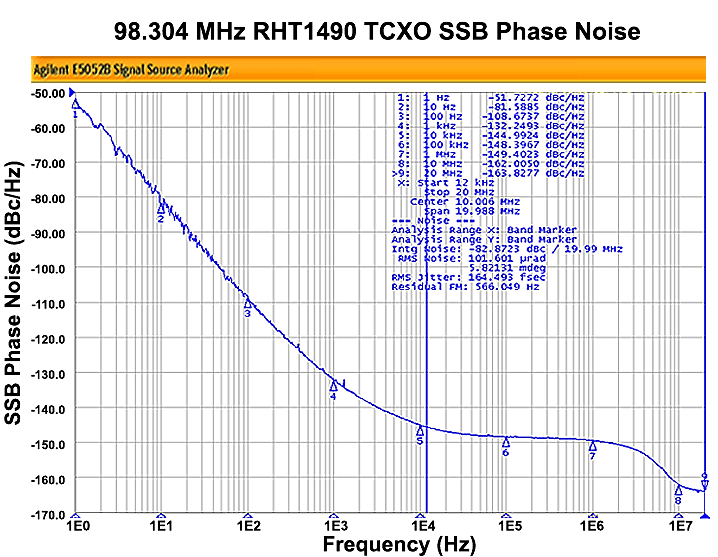 98.304 MHz RHT1490 TCXO SSB Phase Noise
Agilent E5052B Signal Source Analyzer
1: 1 Hz -51.7272 dBc/Hz
2: 10 Hz -81.5885 dBc/Hz
3: 100 Hz -108.6737 dBc/Hz
4: 1 kHz -132.2493 dBc/Hz
5: 10 kHz -144.9924 dBc/Hz
6: 100 kHz -148.3967 dBc/Hz
7: 1 MHz -149.4023 dBc/Hz
8: 10 MHz -162.0050 dBc/Hz
>9: 20 MHz -163.8277 dBc/Hz
X: Start 12 kHz
Stop 20 MHz
Center 10.006 MHz
Span 19.988 MHz
--- Noise ---
Analysis Range X: Band Marker
Analysis Range Y: Band Marker
Intg Noise: -82.8723 dBc / 19.99 MHz
RMS Noise: 101.601 µrad
5.82131 mdeg
RMS Jitter: 164.493 fsec
Residual FM: 566.049 Hz
SSB Phase Noise (dBc/Hz)
-50.00
-60.00
-70.00
-80.00
-90.00
-100.0
-110.0
-120.0
-130.0
-140.0
-150.0
-160.0
-170.0
1
2
3
4
5
6
7
8
9
1E0 1E1 1E2 1E3 1E4 1E5 1E6 1E7
Frequency (Hz)